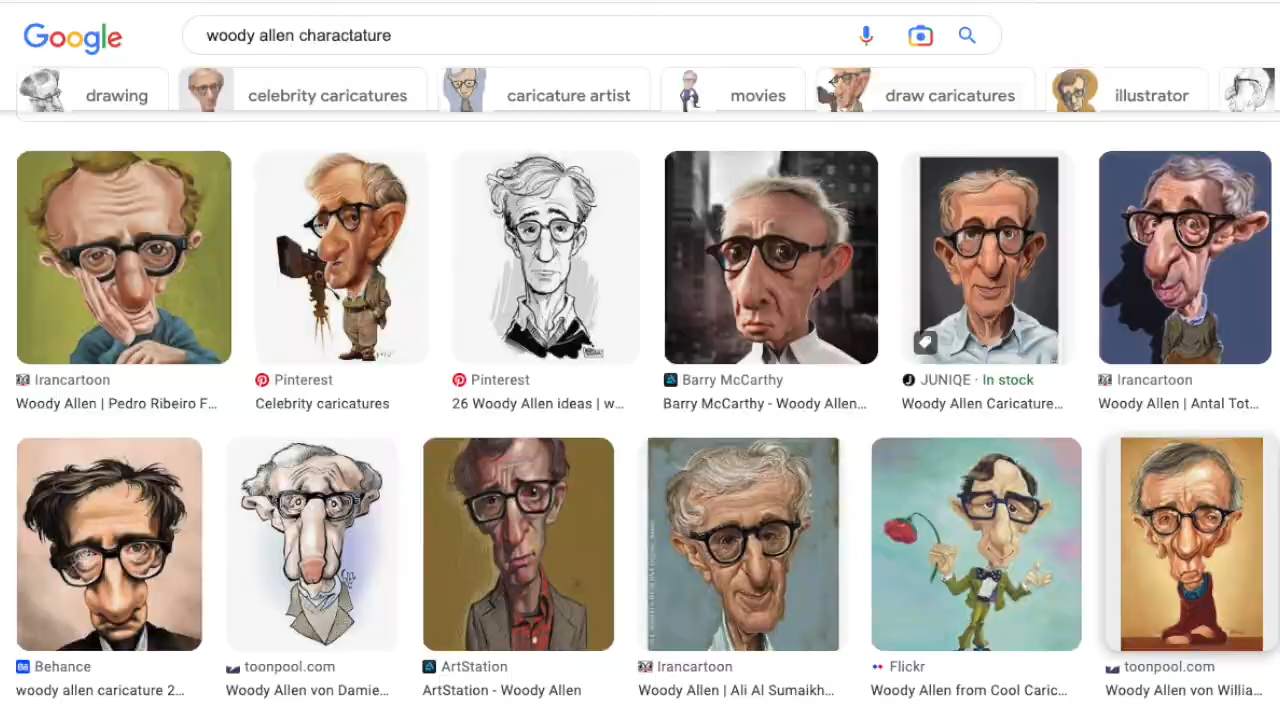 Google
woody allen charactature
drawing
celebrity caricatures
caricature artist
movies
draw caricatures
illustrator
Irancartoon
Pinterest
Pinterest
Barry McCarthy
JUNIQE · In stock
Irancartoon
Woody Allen | Pedro Ribeiro F...
Celebrity caricatures
26 Woody Allen ideas | w...
Barry McCarthy - Woody Allen...
Woody Allen Caricature...
Woody Allen | Antal Tot...
Bē Behance
toonpool.com
ArtStation
Irancartoon
Flickr
toonpool.com
woody allen caricature 2...
Woody Allen von Damie...
ArtStation - Woody Allen
Woody Allen | Ali Al Sumaikh...
Woody Allen from Cool Caric...
Woody Allen von Willia...